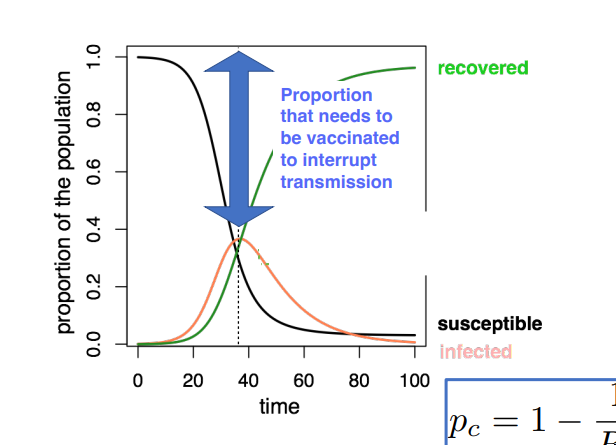 proportion of the population
1.0
0.8
0.6
0.4
0.2
0.0
Proportion
that needs to
be vaccinated
to interrupt
transmission
recovered
susceptible
infected
0 20 40 60 80 100
time
p_c = 1 − 1